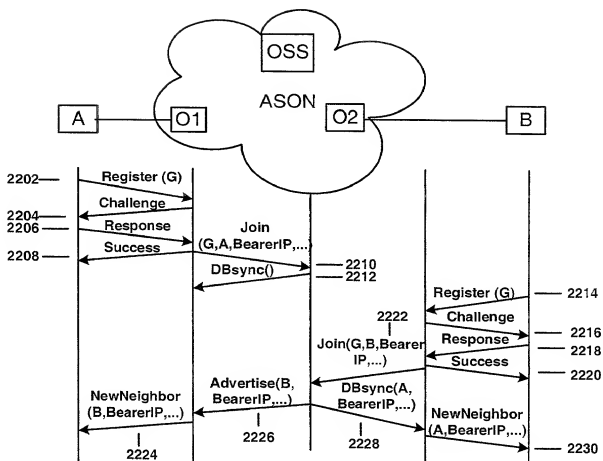 OSS
ASON
A
O1
O2
B
2202
Register (G)
2204
Challenge
2206
Response
Join
(G,A,BearerIP,...)
2208
Success
2210
DBsync()
2212
Register (G)
2214
2222
Challenge
2216
Join(G,B,Bearer
IP,...)
Response
2218
Success
2220
NewNeighbor
(B,BearerIP,...)
Advertise(B,
BearerIP,...)
DBsync(A,
BearerIP,...)
NewNeighbor
(A,BearerIP,...)
2224
2226
2228
2230